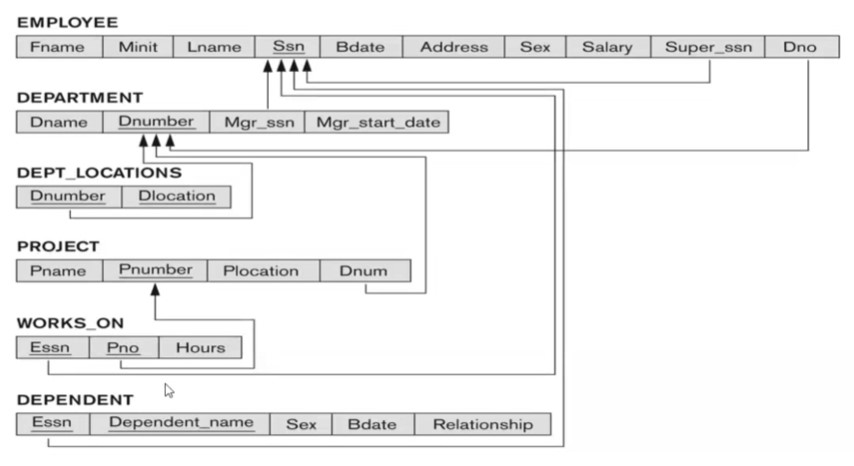 EMPLOYEE
Fname Minit Lname Ssn Bdate Address Sex Salary Super_ssn Dno
DEPARTMENT
Dname Dnumber Mgr_ssn Mgr_start_date
DEPT_LOCATIONS
Dnumber Dlocation
PROJECT
Pname Pnumber Plocation Dnum
WORKS_ON
Essn Pno Hours
DEPENDENT
Essn Dependent_name Sex Bdate Relationship